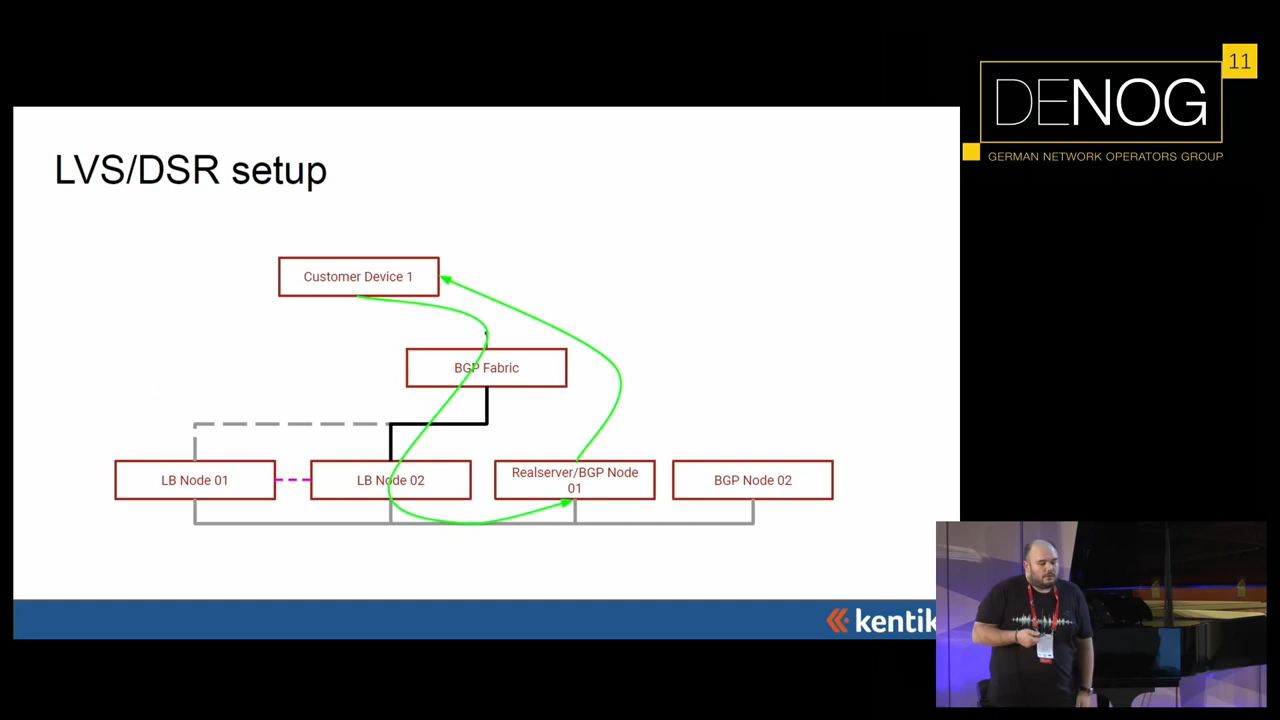 11
DENOG
GERMAN NETWORK OPERATORS GROUP
LVS/DSR setup
Customer Device 1
BGP Fabric
LB Node 01
LB Node 02
Realserver/BGP Node
01
BGP Node 02
kentik